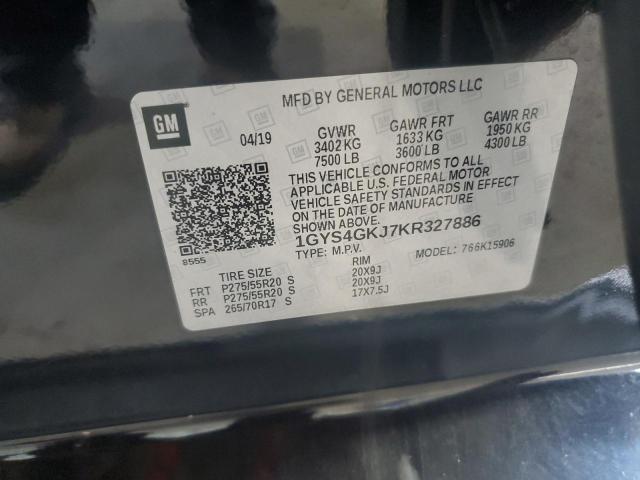 MFD BY GENERAL MOTORS LLC
GM
04/19 GVWR GAWR FRT GAWR RR
3402 KG 1633 KG 1950 KG
7500 LB 3600 LB 4300 LB
THIS VEHICLE CONFORMS TO ALL
APPLICABLE U.S. FEDERAL MOTOR
VEHICLE SAFETY STANDARDS IN EFFECT
ON THE DATE OF MANUFACTURE
SHOWN ABOVE.
1GYS4GKJ7KR327886
8555 TYPE: M.P.V. MODEL: 766K15906
TIRE SIZE RIM
FRT P275/55R20 S 20X9J
RR P275/55R20 S 20X9J
SPA 265/70R17 S 17X7.5J